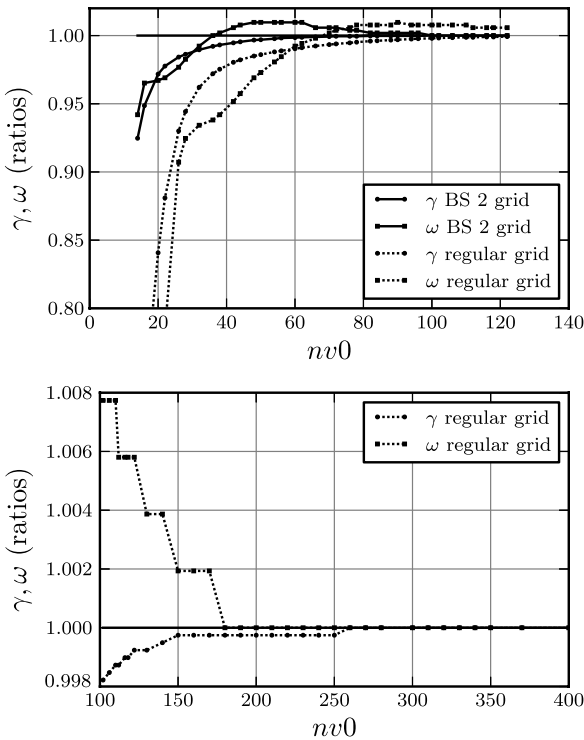 γ, ω (ratios)
1.00
0.95
0.90
0.85
0.80
0 20 40 60 80 100 120 140
nv0
γ BS 2 grid
ω BS 2 grid
γ regular grid
ω regular grid
γ, ω (ratios)
1.008
1.006
1.004
1.002
1.000
0.998
100 150 200 250 300 350 400
nv0
γ regular grid
ω regular grid